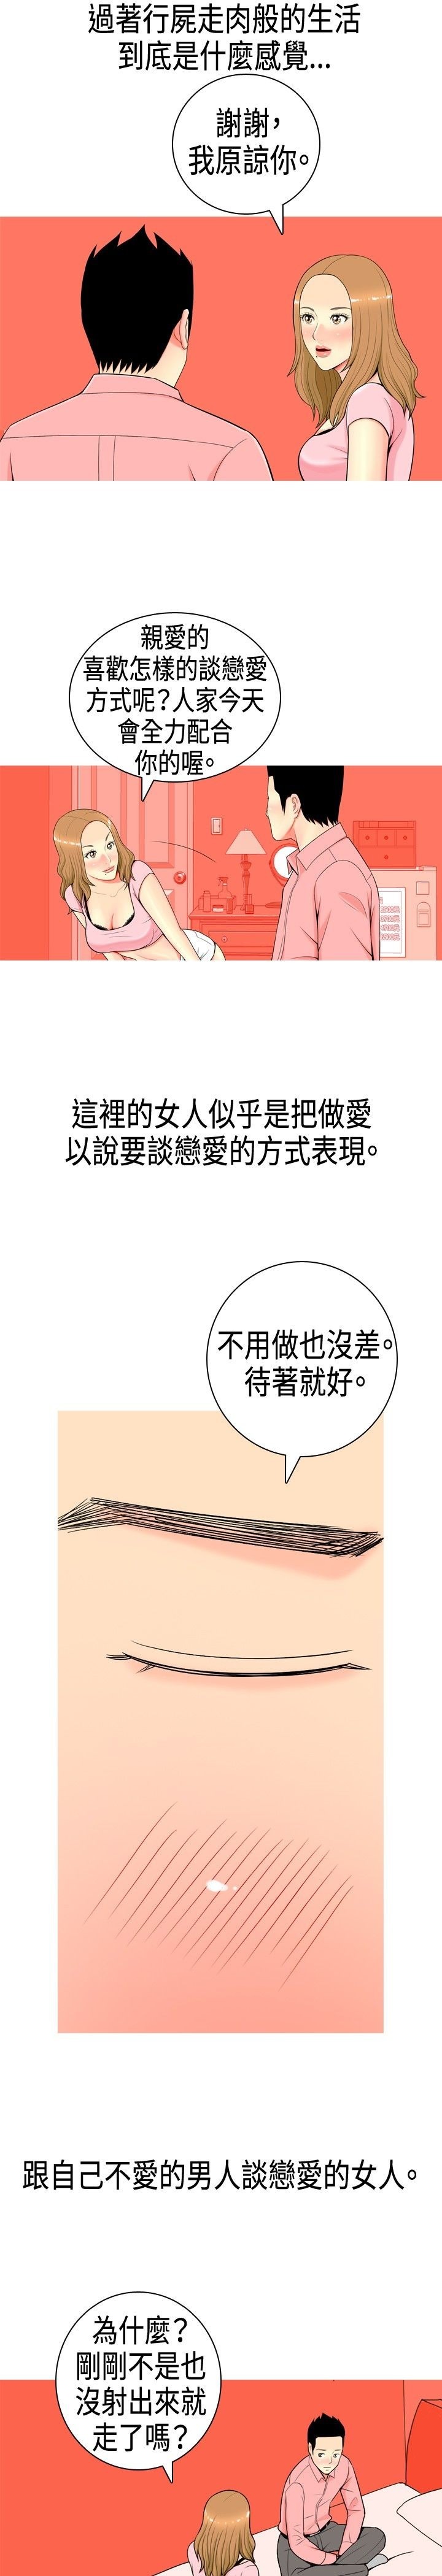 過著行屍走肉般的生活
到底是什麼感覺...
謝謝，
我原諒你。
親愛的
喜歡怎樣的談戀愛
方式呢？人家今天
會全力配合
你的喔。
這裡的女人似乎是把做愛
以說要談戀愛的方式表現。
不用做也沒差。
待著就好。
跟自己不愛的男人談戀愛的女人。
為什麼？
剛剛不是也
沒射出來就
走了嗎？